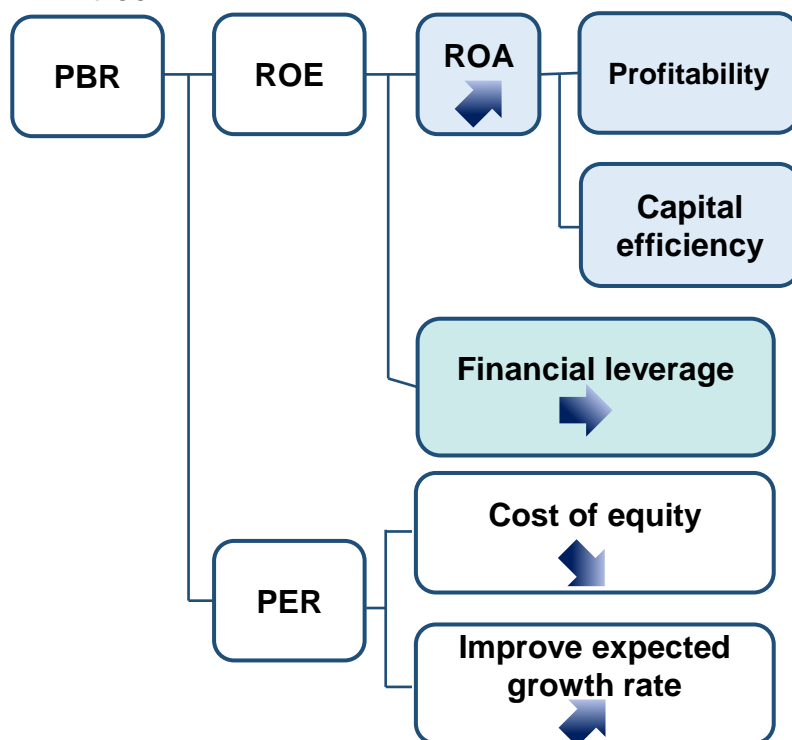 PBR
ROE
ROA
Profitability
Capital
efficiency
Financial leverage
Cost of equity
PER
Improve expected
growth rate